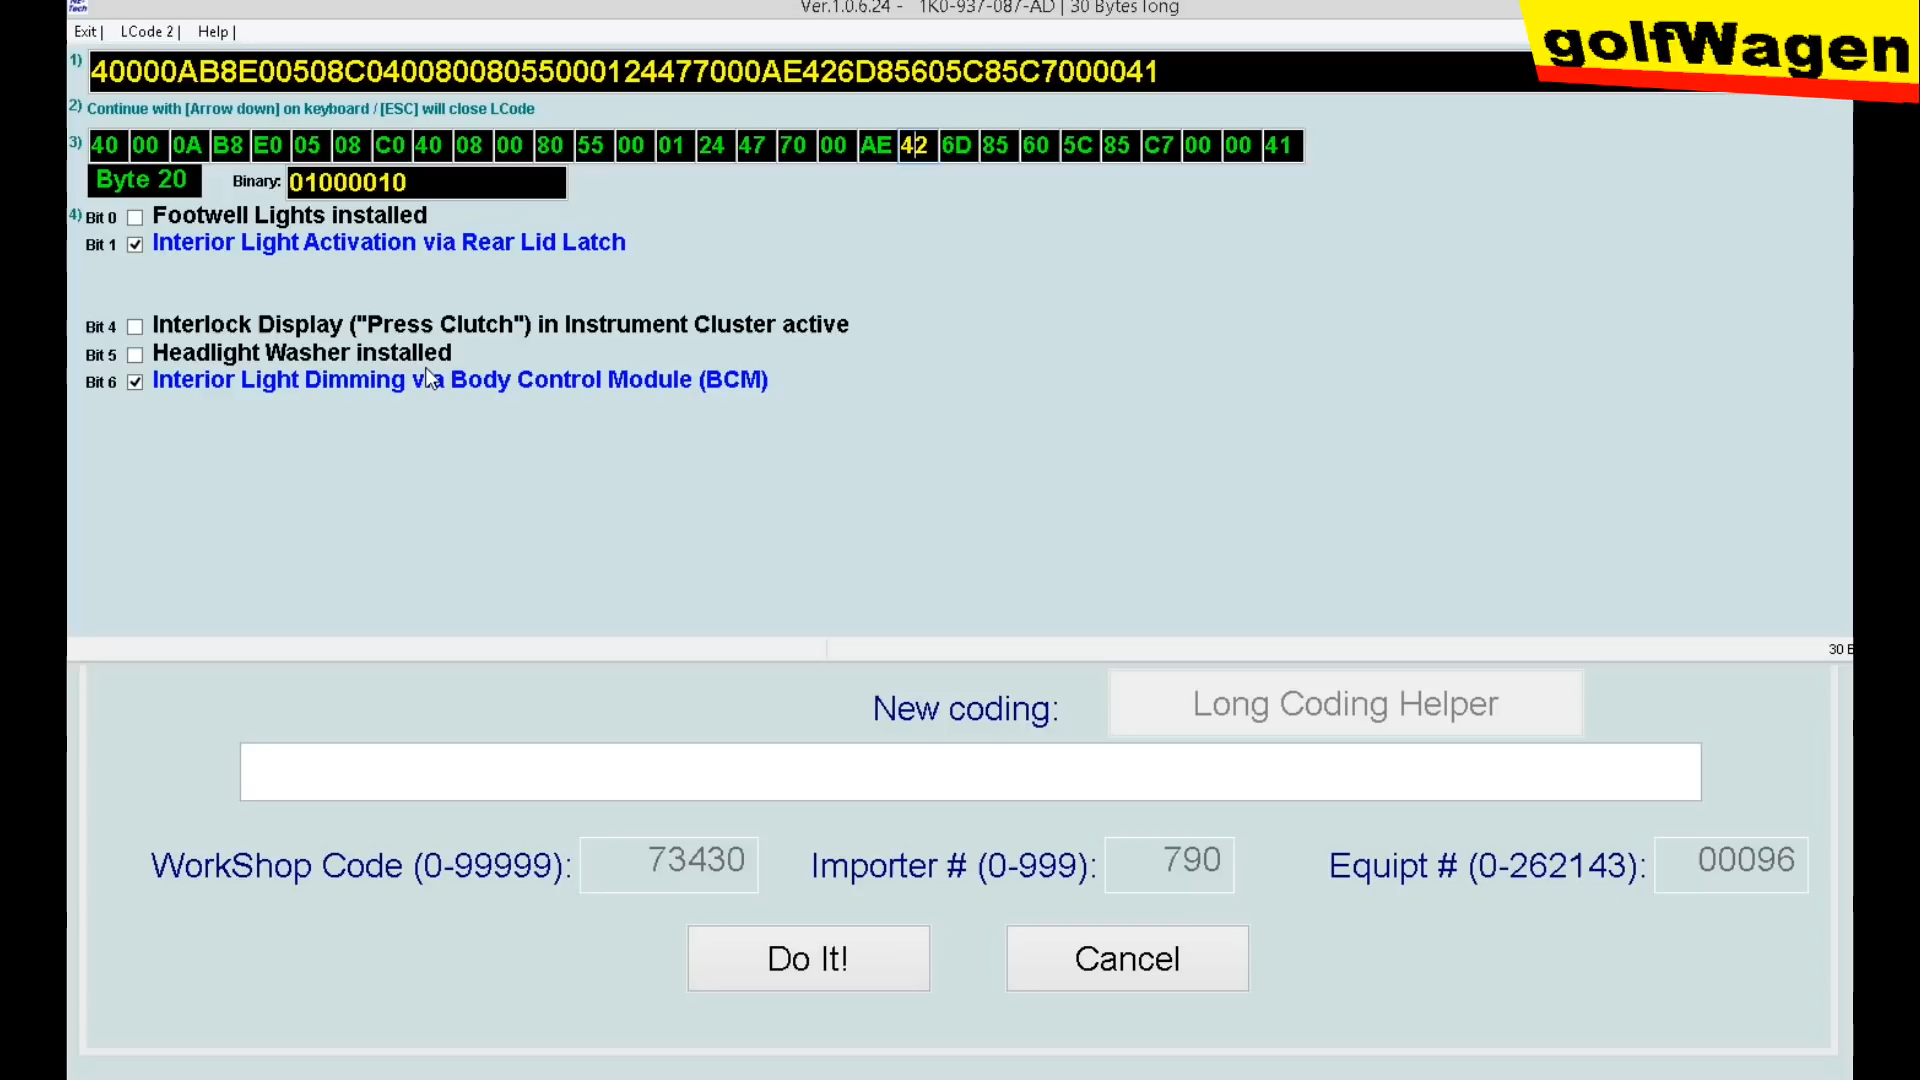 NE-
Tech
Ver.1.0.6.24 - 1K0-937-087-AD | 30 Bytes long
golfWagen
Exit | LCode 2 | Help |
1) 40000AB8E00508C04008008055000124477000AE426D85605C85C7000041
2) Continue with [Arrow down] on keyboard / [ESC] will close LCode
3) 40 00 0A B8 E0 05 08 C0 40 08 00 80 55 00 01 24 47 70 00 AE 42 6D 85 60 5C 85 C7 00 00 41
Byte 20 Binary: 01000010
4) Bit 0 Footwell Lights installed
Bit 1 Interior Light Activation via Rear Lid Latch
Bit 4 Interlock Display ("Press Clutch") in Instrument Cluster active
Bit 5 Headlight Washer installed
Bit 6 Interior Light Dimming via Body Control Module (BCM)
30 B
New coding: Long Coding Helper
WorkShop Code (0-99999): 73430 Importer # (0-999): 790 Equipt # (0-262143): 00096
Do It! Cancel